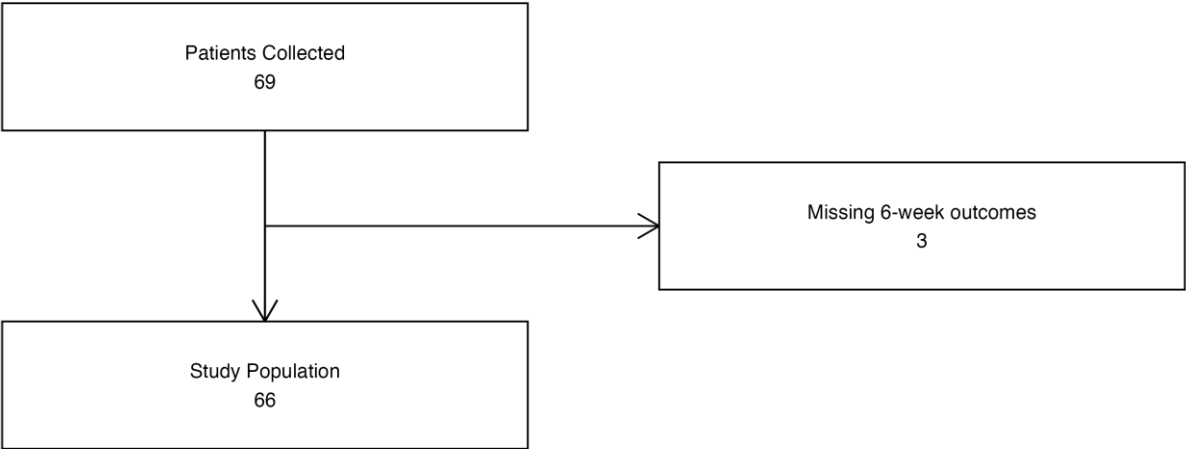 Patients Collected
69
Missing 6-week outcomes
3
Study Population
66